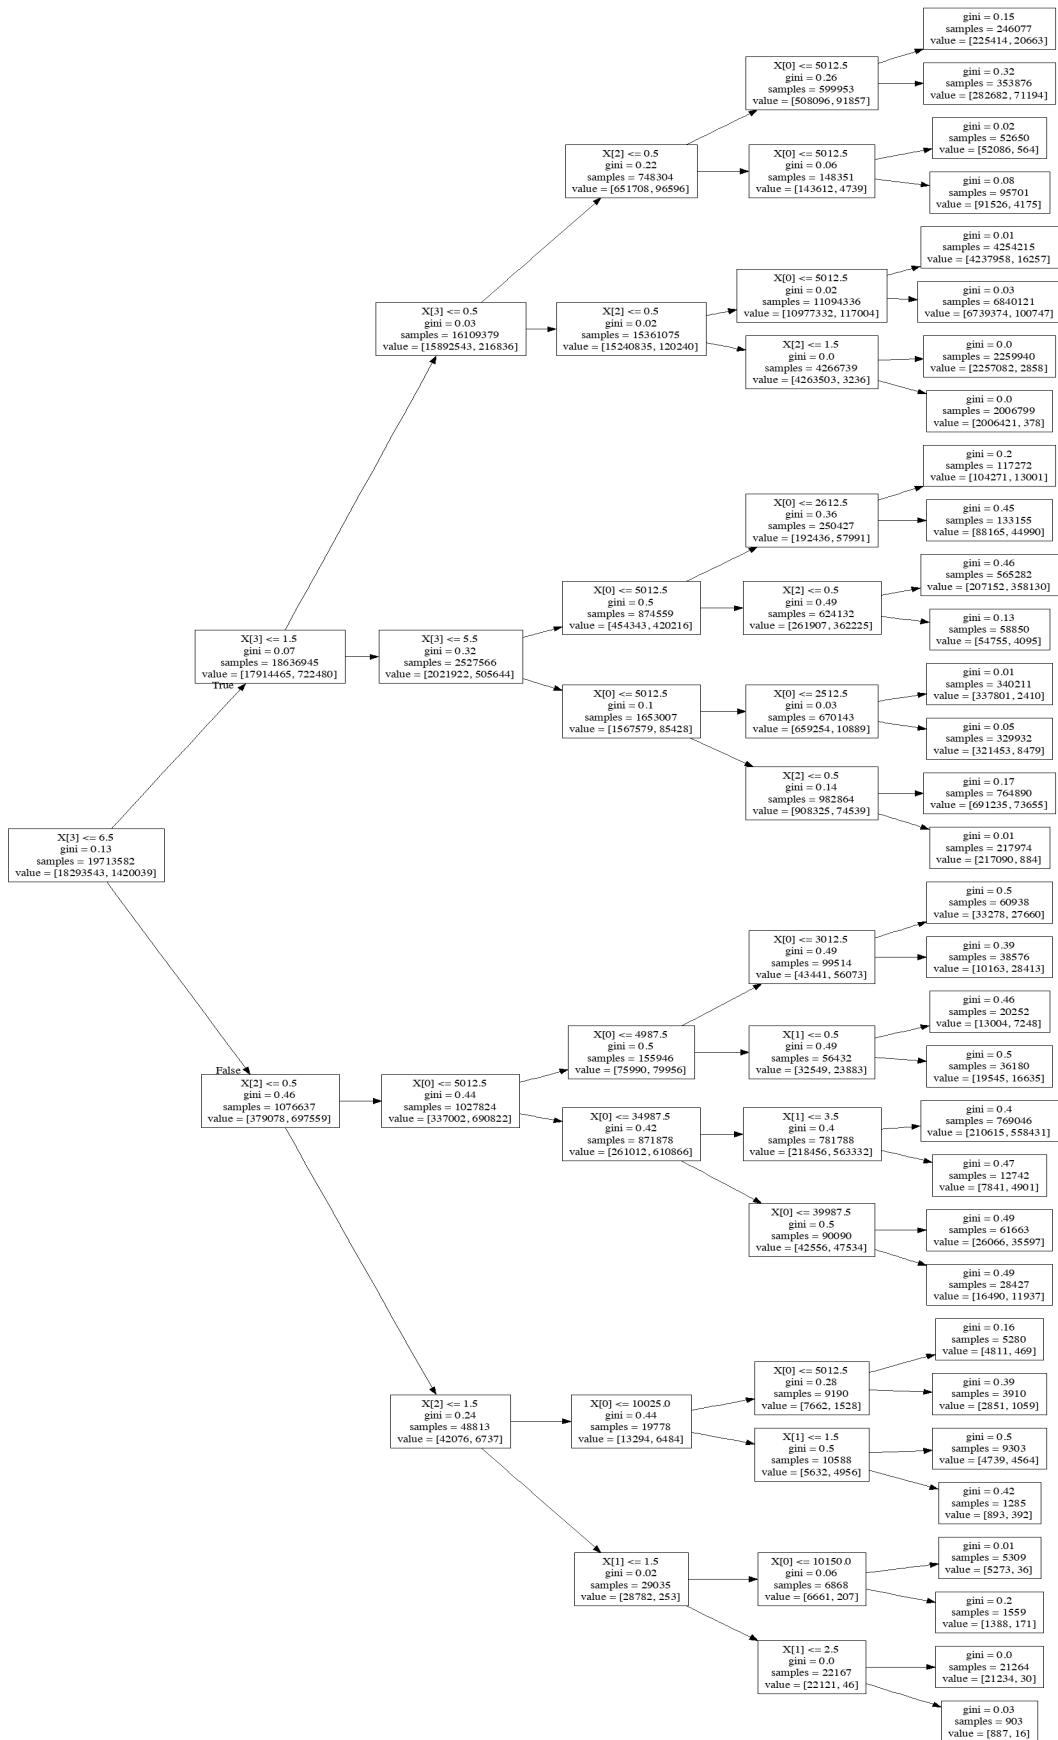 gini = 0.15
samples = 246077
value = [225414, 20663]
X[0] <= 5012.5
gini = 0.26
samples = 599953
value = [508096, 91857]
gini = 0.32
samples = 353876
value = [282682, 71194]
gini = 0.02
samples = 52650
value = [52086, 564]
X[2] <= 0.5
gini = 0.22
samples = 748304
value = [651708, 96596]
X[0] <= 5012.5
gini = 0.06
samples = 148351
value = [143612, 4739]
gini = 0.08
samples = 95701
value = [91526, 4175]
gini = 0.01
samples = 4254215
value = [4237958, 16257]
X[0] <= 5012.5
gini = 0.02
samples = 11094336
value = [10977332, 117004]
gini = 0.03
samples = 6840121
value = [6739374, 100747]
X[3] <= 0.5
gini = 0.03
samples = 16109379
value = [15892543, 216836]
X[2] <= 0.5
gini = 0.02
samples = 15361075
value = [15240835, 120240]
X[2] <= 1.5
gini = 0.0
samples = 4266739
value = [4263503, 3236]
gini = 0.0
samples = 2259940
value = [2257082, 2858]
gini = 0.0
samples = 2006799
value = [2006421, 378]
gini = 0.2
samples = 117272
value = [104271, 13001]
X[0] <= 2612.5
gini = 0.36
samples = 250427
value = [192436, 57991]
gini = 0.45
samples = 133155
value = [88165, 44990]
gini = 0.46
samples = 565282
value = [207152, 358130]
X[0] <= 5012.5
gini = 0.5
samples = 874559
value = [454343, 420216]
X[2] <= 0.5
gini = 0.49
samples = 624132
value = [261907, 362225]
gini = 0.13
samples = 58850
value = [54755, 4095]
X[3] <= 1.5
gini = 0.07
samples = 18636945
value = [17914465, 722480]
True
X[3] <= 5.5
gini = 0.32
samples = 2527566
value = [2021922, 505644]
gini = 0.01
samples = 340211
value = [337801, 2410]
X[0] <= 5012.5
gini = 0.1
samples = 1653007
value = [1567579, 85428]
X[0] <= 2512.5
gini = 0.03
samples = 670143
value = [659254, 10889]
gini = 0.05
samples = 329932
value = [321453, 8479]
X[2] <= 0.5
gini = 0.14
samples = 982864
value = [908325, 74539]
gini = 0.17
samples = 764890
value = [691235, 73655]
gini = 0.01
samples = 217974
value = [217090, 884]
X[3] <= 6.5
gini = 0.13
samples = 19713582
value = [18293543, 1420039]
gini = 0.5
samples = 60938
value = [33278, 27660]
X[0] <= 3012.5
gini = 0.49
samples = 99514
value = [43441, 56073]
gini = 0.39
samples = 38576
value = [10163, 28413]
gini = 0.46
samples = 20252
value = [13004, 7248]
X[0] <= 4987.5
gini = 0.5
samples = 155946
value = [75990, 79956]
X[1] <= 0.5
gini = 0.49
samples = 56432
value = [32549, 23883]
gini = 0.5
samples = 36180
value = [19545, 16635]
False
X[2] <= 0.5
gini = 0.46
samples = 1076637
value = [379078, 697559]
X[0] <= 5012.5
gini = 0.44
samples = 1027824
value = [337002, 690822]
gini = 0.4
samples = 769046
value = [210615, 558431]
X[0] <= 34987.5
gini = 0.42
samples = 871878
value = [261012, 610866]
X[1] <= 3.5
gini = 0.4
samples = 781788
value = [218456, 563332]
gini = 0.47
samples = 12742
value = [7841, 4901]
X[0] <= 39987.5
gini = 0.5
samples = 90090
value = [42556, 47534]
gini = 0.49
samples = 61663
value = [26066, 35597]
gini = 0.49
samples = 28427
value = [16490, 11937]
gini = 0.16
samples = 5280
value = [4811, 469]
X[0] <= 5012.5
gini = 0.28
samples = 9190
value = [7662, 1528]
gini = 0.39
samples = 3910
value = [2851, 1059]
X[2] <= 1.5
gini = 0.24
samples = 48813
value = [42076, 6737]
X[0] <= 10025.0
gini = 0.44
samples = 19778
value = [13294, 6484]
X[1] <= 1.5
gini = 0.5
samples = 10588
value = [5632, 4956]
gini = 0.5
samples = 9303
value = [4739, 4564]
gini = 0.42
samples = 1285
value = [893, 392]
gini = 0.01
samples = 5309
value = [5273, 36]
X[1] <= 1.5
gini = 0.02
samples = 29035
value = [28782, 253]
X[0] <= 10150.0
gini = 0.06
samples = 6868
value = [6661, 207]
gini = 0.2
samples = 1559
value = [1388, 171]
X[1] <= 2.5
gini = 0.0
samples = 22167
value = [22121, 46]
gini = 0.0
samples = 21264
value = [21234, 30]
gini = 0.03
samples = 903
value = [887, 16]